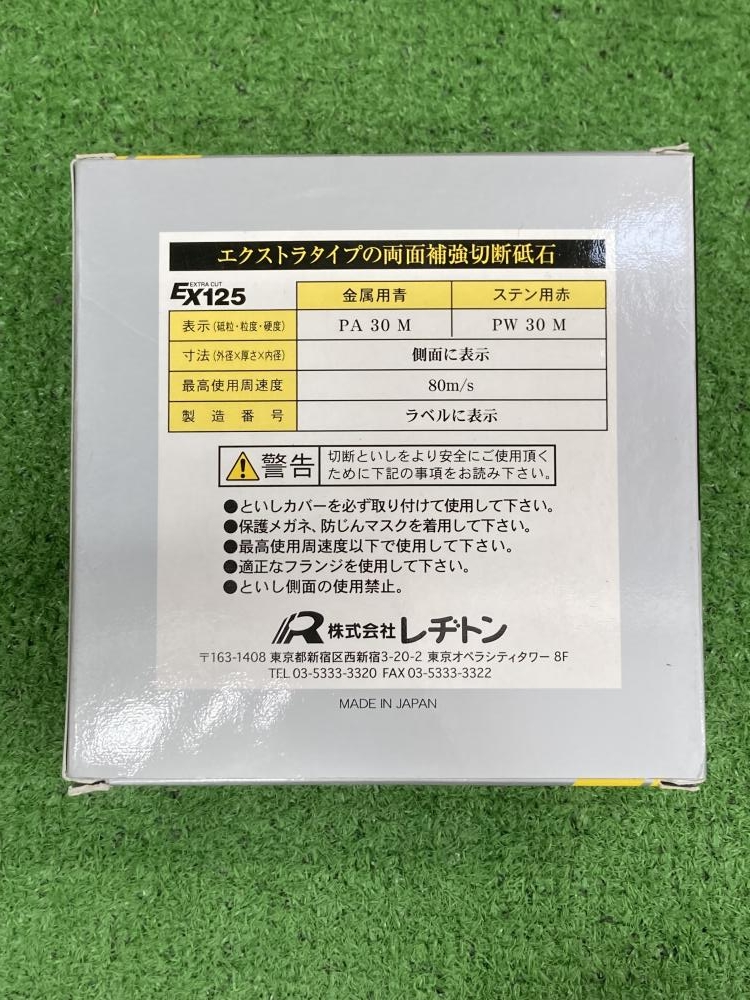 エクストラタイプの両面補強切断砥石
EXTRA CUT
EX125 金属用青 ステン用赤
表示(砥粒・粒度・硬度) PA 30 M PW 30 M
寸法(外径×厚さ×内径) 側面に表示
最高使用周速度 80m/s
製造番号 ラベルに表示
警告 切断といしをより安全にご使用頂く
ために下記の事項をお読み下さい。
●といしカバーを必ず取り付けて使用して下さい。
●保護メガネ、防じんマスクを着用して下さい。
●最高使用周速度以下で使用して下さい。
●適正なフランジを使用して下さい。
●といし側面の使用禁止。
株式会社レヂトン
〒163-1408 東京都新宿区西新宿3-20-2 東京オペラシティタワー 8F
TEL 03-5333-3320 FAX 03-5333-3322
MADE IN JAPAN